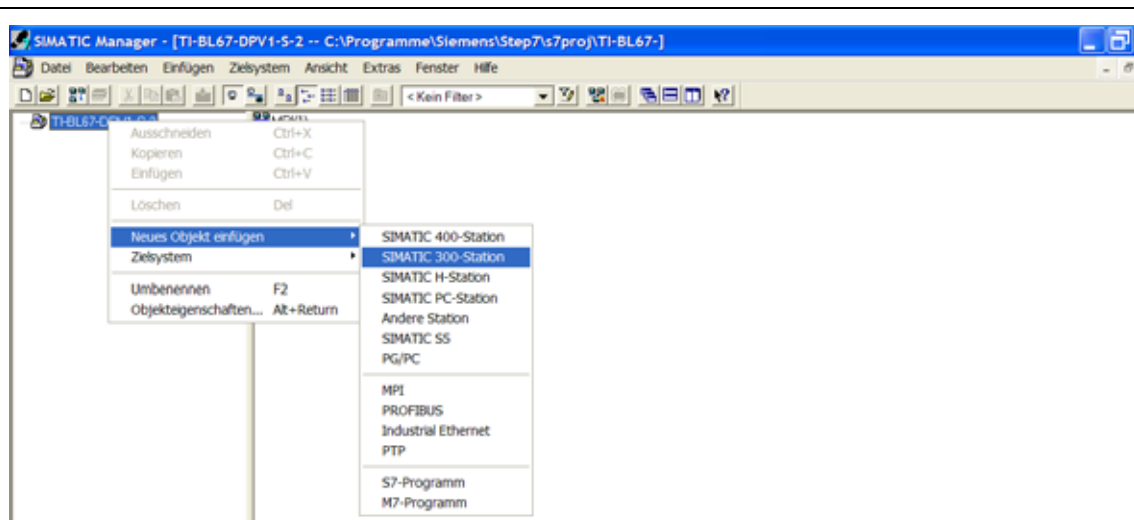 SIMATIC Manager - [TI-BL67-DPV1-S-2 -- C:\Programme\Siemens\Step7\s7proj\TI-BL67-]
Datei Bearbeiten Einfügen Zielsystem Ansicht Extras Fenster Hilfe
< Kein Filter >
Ausschneiden Ctrl+X
Kopieren Ctrl+C
Einfügen Ctrl+V
Löschen Del
Neues Objekt einfügen
Zielsystem
Umbenennen F2
Objekteigenschaften... Alt+Return
SIMATIC 400-Station
SIMATIC 300-Station
SIMATIC H-Station
SIMATIC PC-Station
Andere Station
SIMATIC S5
PG/PC
MPI
PROFIBUS
Industrial Ethernet
PTP
S7-Programm
M7-Programm